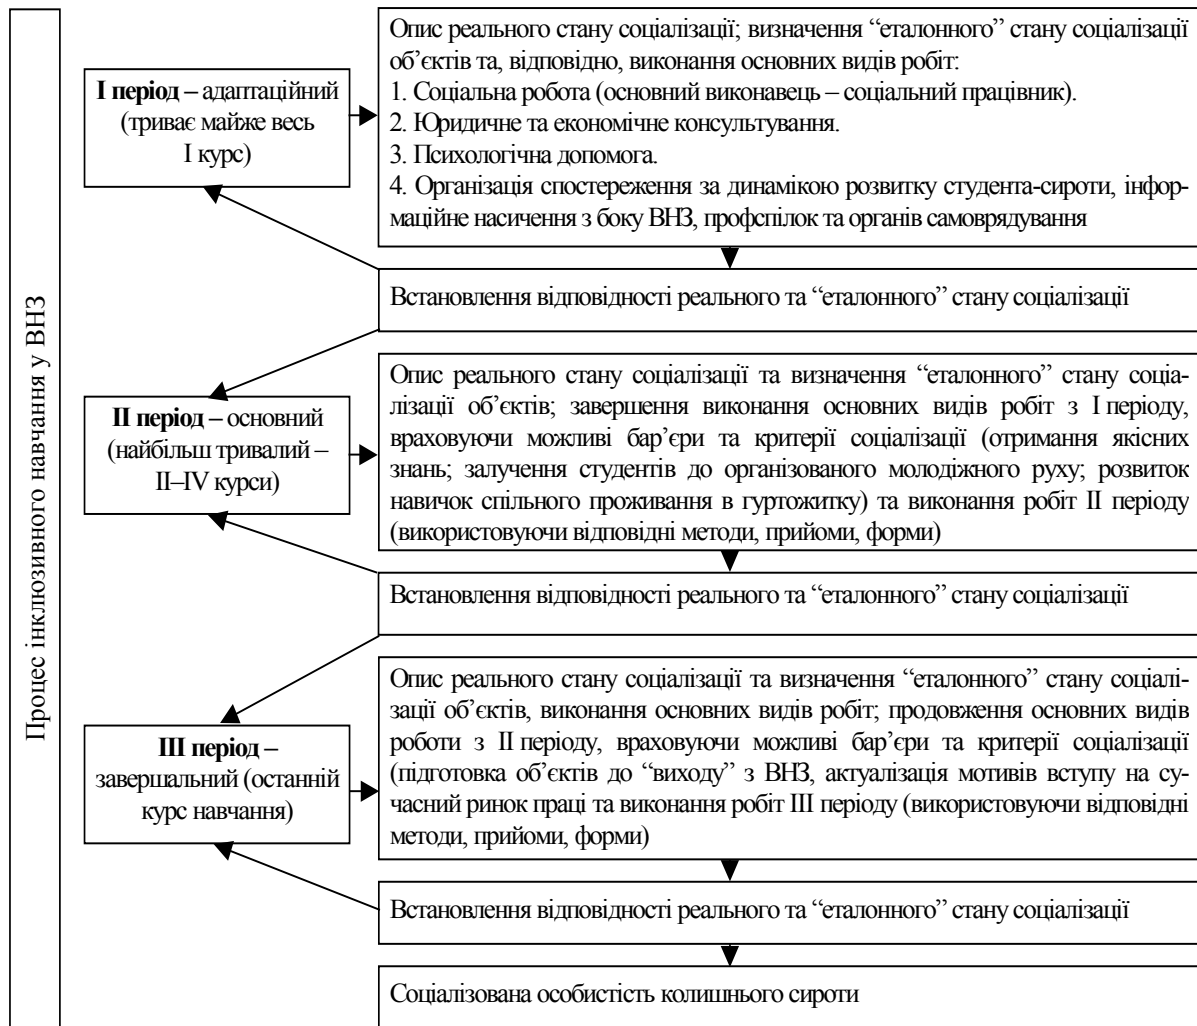 Процес інклюзивного навчання у ВНЗ
І період – адаптаційний
(триває майже весь
І курс)
Опис реального стану соціалізації; визначення “еталонного” стану соціалізації
об’єктів та, відповідно, виконання основних видів робіт:
1. Соціальна робота (основний виконавець – соціальний працівник).
2. Юридичне та економічне консультування.
3. Психологічна допомога.
4. Організація спостереження за динамікою розвитку студента-сироти, інфор-
маційне насичення з боку ВНЗ, профспілок та органів самоврядування
Встановлення відповідності реального та “еталонного” стану соціалізації
ІІ період – основний
(найбільш тривалий –
ІІ–IV курси)
Опис реального стану соціалізації та визначення “еталонного” стану соціа-
лізації об’єктів; завершення виконання основних видів робіт з І періоду,
враховуючи можливі бар’єри та критерії соціалізації (отримання якісних
знань; залучення студентів до організованого молодіжного руху; розвиток
навичок спільного проживання в гуртожитку) та виконання робіт ІІ періоду
(використовуючи відповідні методи, прийоми, форми)
Встановлення відповідності реального та “еталонного” стану соціалізації
ІІІ період –
завершальний (останній
курс навчання)
Опис реального стану соціалізації та визначення “еталонного” стану соціалі-
зації об’єктів, виконання основних видів робіт; продовження основних видів
роботи з ІІ періоду, враховуючи можливі бар’єри та критерії соціалізації
(підготовка об’єктів до “виходу” з ВНЗ, актуалізація мотивів вступу на су-
часний ринок праці та виконання робіт ІІІ періоду (використовуючи відповідні
методи, прийоми, форми)
Встановлення відповідності реального та “еталонного” стану соціалізації
Соціалізована особистість колишнього сироти